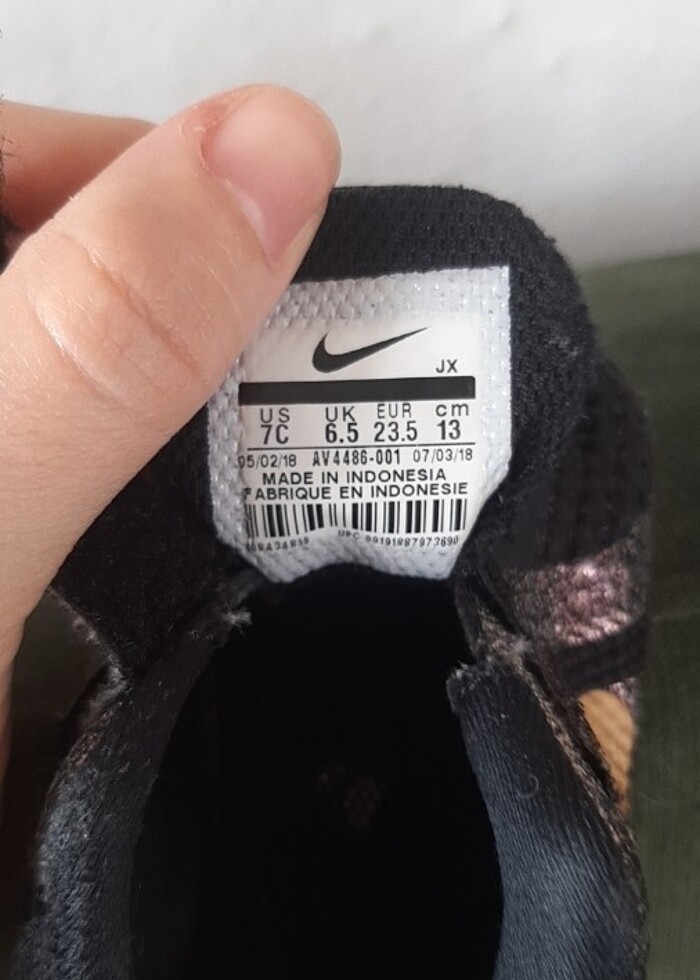 JX
US UK EUR cm
7C 6.5 23.5 13
05/02/18 AV4486-001 07/03/18
MADE IN INDONESIA
FABRIQUE EN INDONESIE
UPC